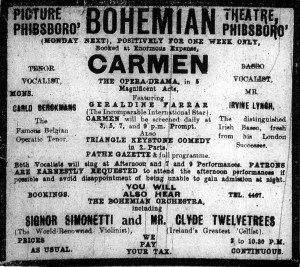 PICTURE BOHEMIAN THEATRE,
PHIBSBORO' PHIBSBORO'
(MONDAY NEXT), POSITIVELY FOR ONE WEEK ONLY,
Booked at Enormous Expense,
CARMEN
TENOR
VOCALIST,
MONS.
CARLO BERCKMANS
The
Famous Belgian
Operatic Tenor.
THE OPERA-DRAMA, in 5
Magnificent Acts,
Featuring
GERALDINE FARRAR
(The Incomparable International Star).
CARMEN will be screened daily at
3, 5, 7, and 9 p.m. Prompt.
Also
TRIANGLE KEYSTONE COMEDY
in 2 Parts.
PATHE GAZETTE & full programme.
BASSO
VOCALIST,
MR.
IRVINE LYNCH,
The distinguished
Irish Basso, fresh
from his London
Successes.
Both Vocalists will sing at Afternoon and 7 and 9 Performances. PATRONS
ARE EARNESTLY REQUESTED to attend the afternoon performances if
possible and avoid disappointment of being unable to gain admission at night.
YOU WILL
BOOKINGS. ALSO HEAR TEL. 4407.
THE BOHEMIAN ORCHESTRA,
including
SIGNOR SIMONETTI and MR. CLYDE TWELVETREES
(The World-Renowned Violinist), (Ireland's Greatest 'Cellist).
PRICES WE 3 to 10.30 P.M.
AS USUAL. PAY CONTINUOUS.
YOUR TAX.